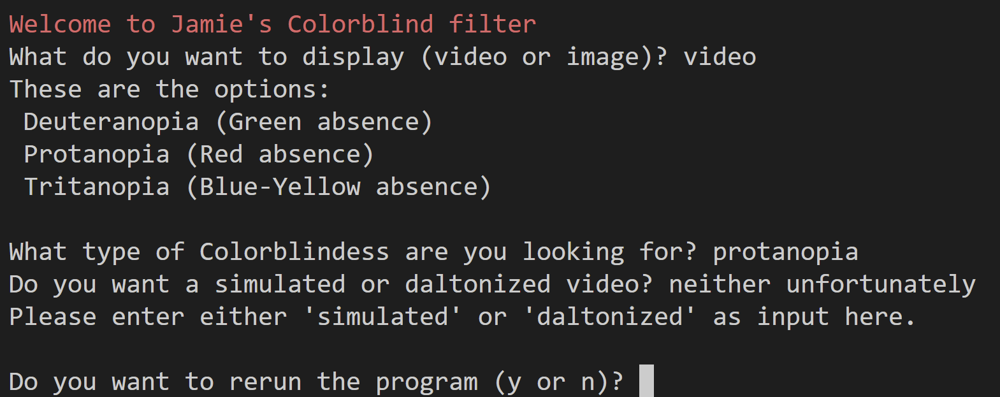 Welcome to Jamie's Colorblind filter
What do you want to display (video or image)? video
These are the options:
Deuteranopia (Green absence)
Protanopia (Red absence)
Tritanopia (Blue-Yellow absence)
What type of Colorblindess are you looking for? protanopia
Do you want a simulated or daltonized video? neither unfortunately
Please enter either 'simulated' or 'daltonized' as input here.
Do you want to rerun the program (y or n)?